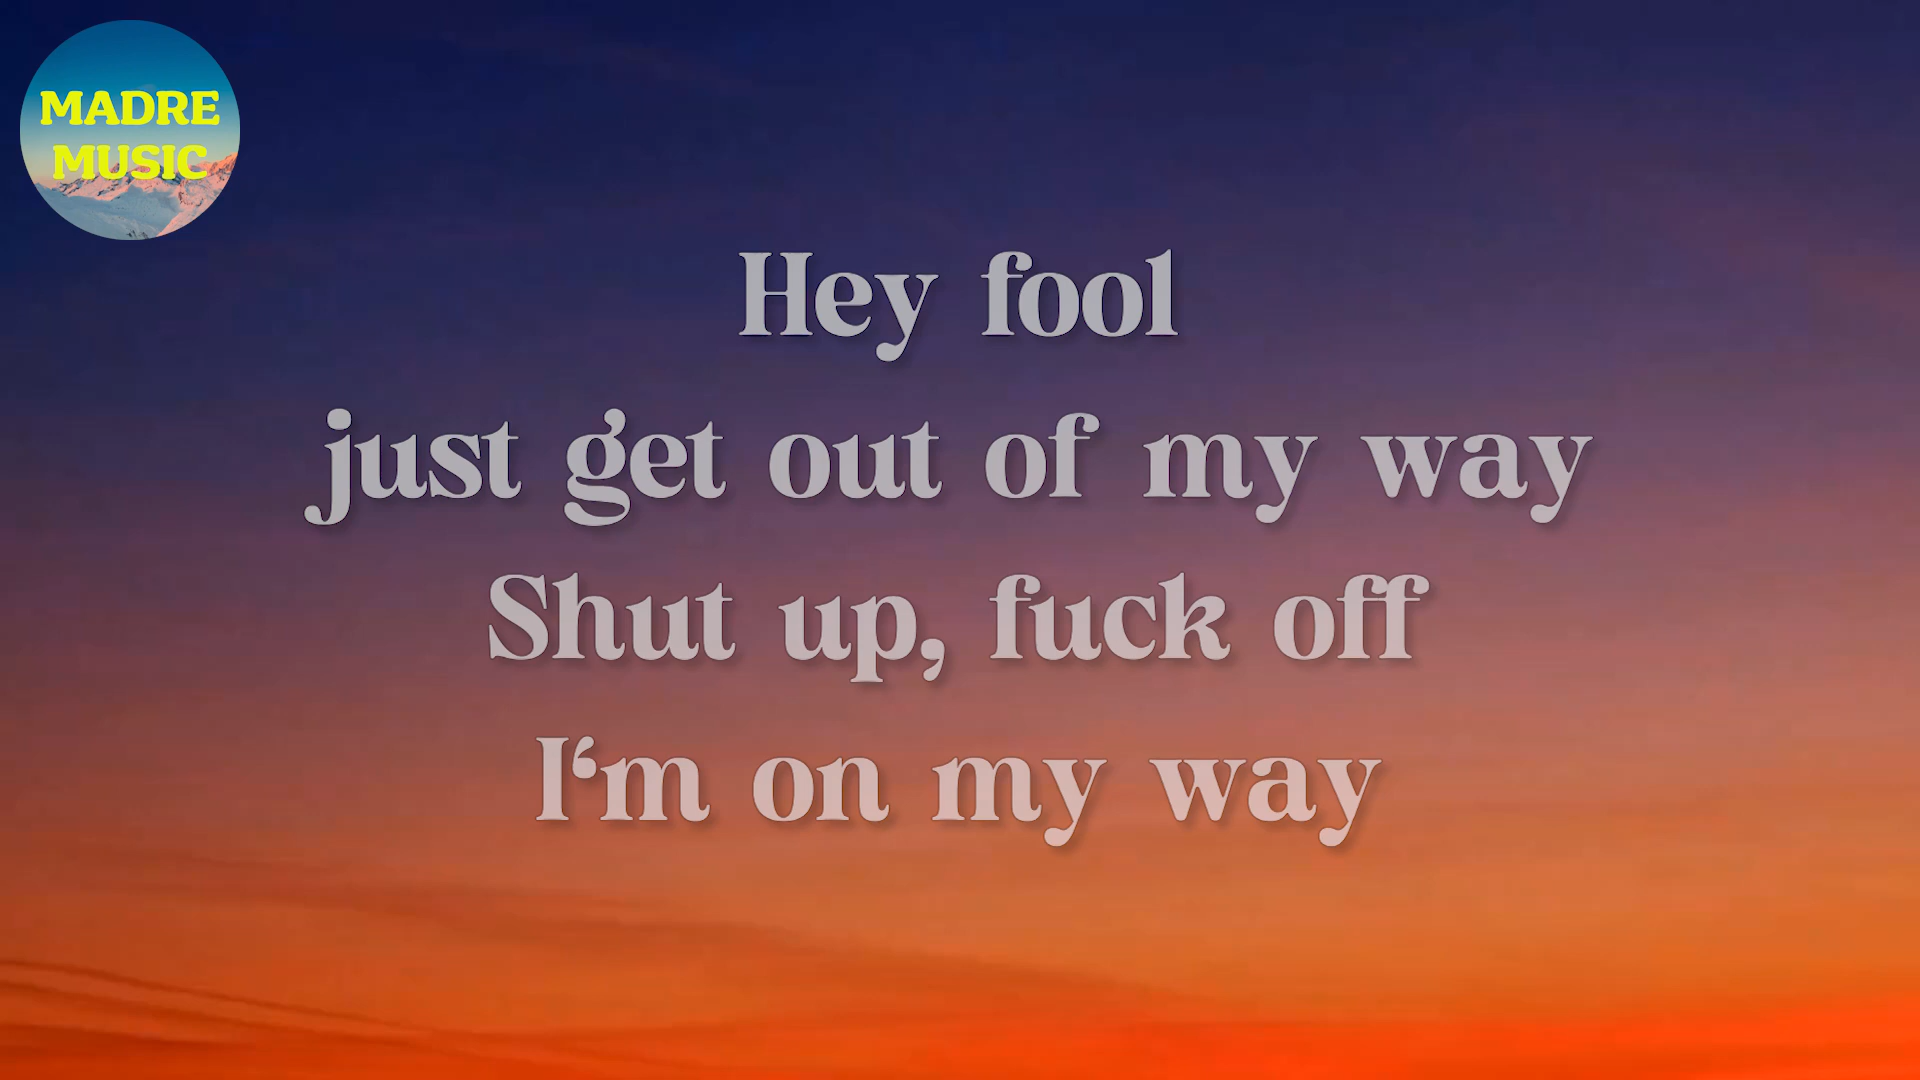 MADRE
MUSIC
Hey fool
just get out of my way
Shut up, fuck off
I‘m on my way